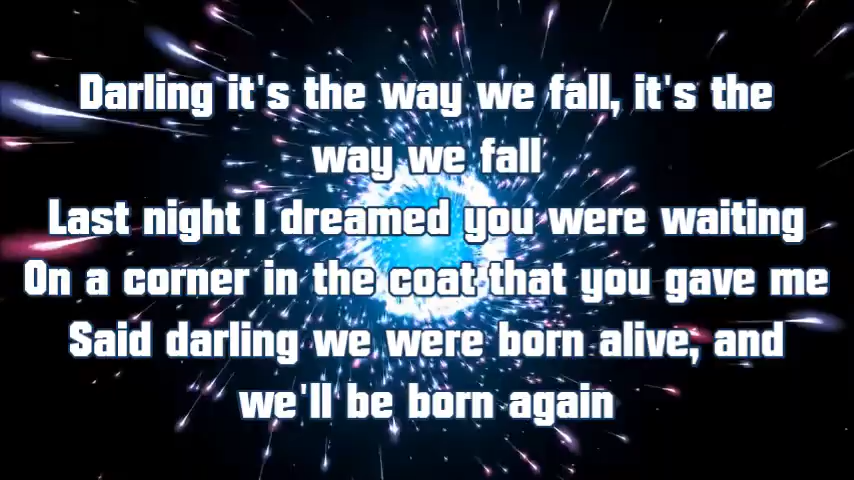 Darling it's the way we fall, it's the
way we fall
Last night I dreamed you were waiting
On a corner in the coat that you gave me
Said darling we were born alive, and
we'll be born again